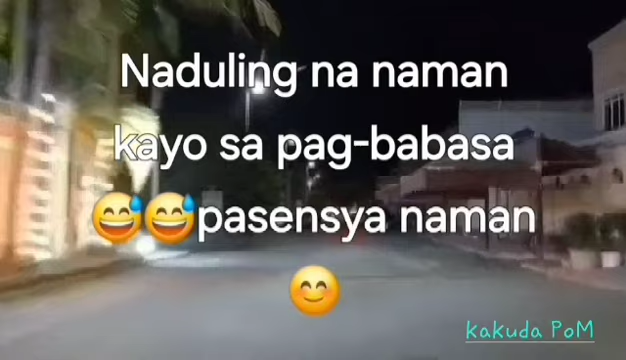 Naduling na naman
kayo sa pag-babasa
😅😅pasensya naman
😊
kakuda PoM